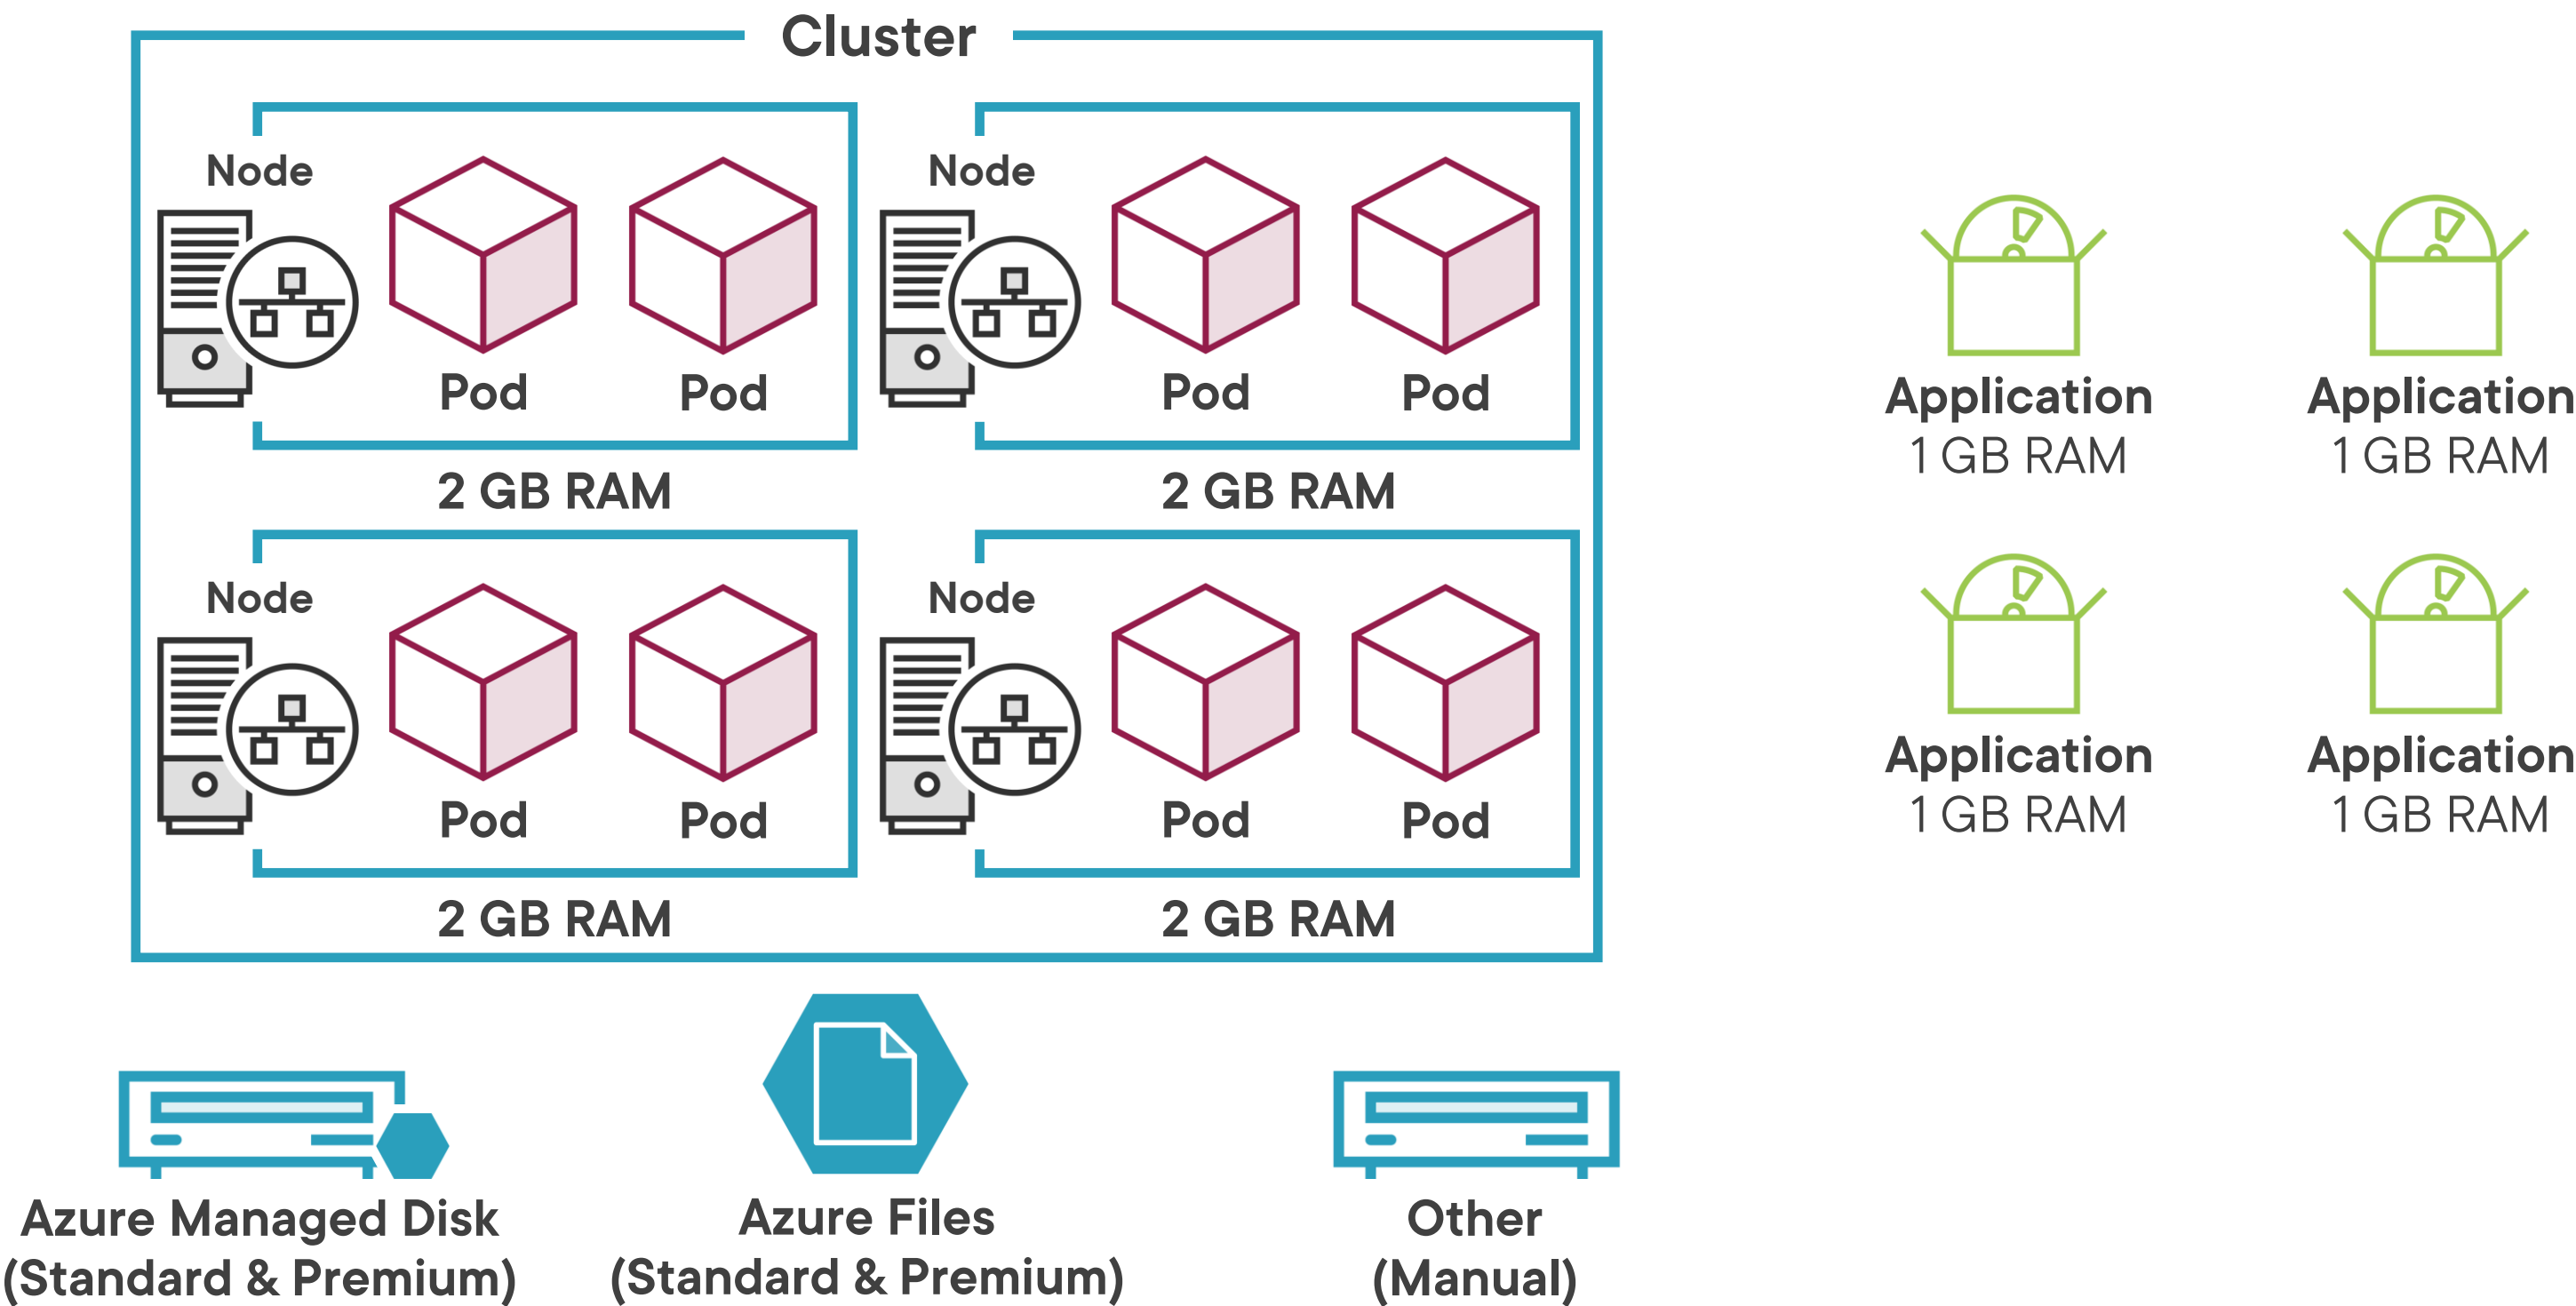 Cluster
Node
Pod
Pod
2 GB RAM
Node
Pod
Pod
2 GB RAM
Node
Pod
Pod
2 GB RAM
Node
Pod
Pod
2 GB RAM
Application
1 GB RAM
Application
1 GB RAM
Application
1 GB RAM
Application
1 GB RAM
Azure Managed Disk
(Standard & Premium)
Azure Files
(Standard & Premium)
Other
(Manual)